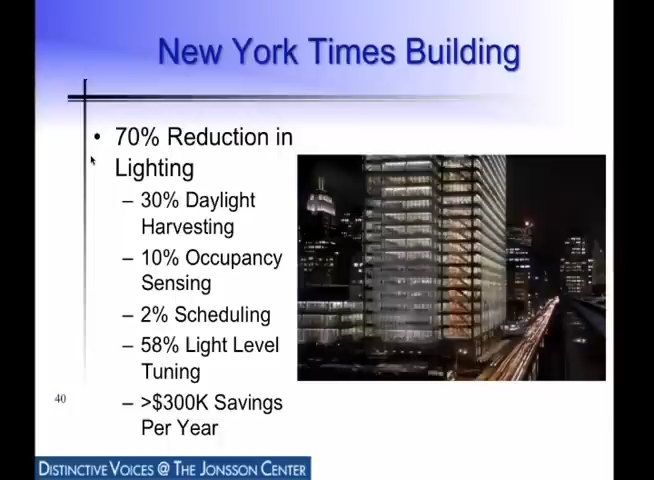 New York Times Building
• 70% Reduction in
Lighting
– 30% Daylight
Harvesting
– 10% Occupancy
Sensing
– 2% Scheduling
– 58% Light Level
Tuning
– >$300K Savings
Per Year
40
DISTINCTIVE VOICES @ THE JONSSON CENTER